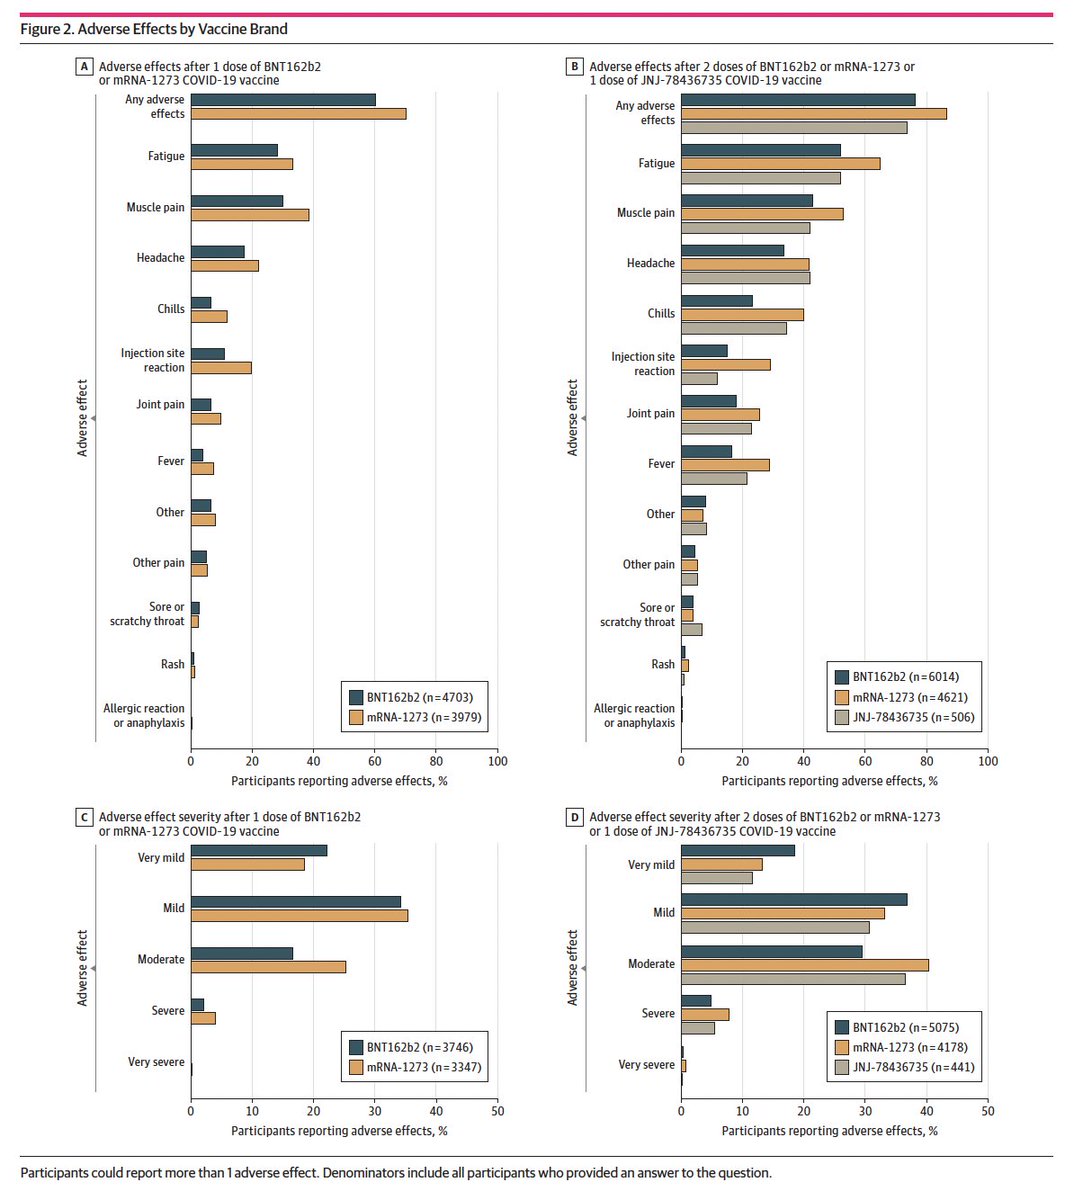 Figure 2. Adverse Effects by Vaccine Brand
A Adverse effects after 1 dose of BNT162b2
or mRNA-1273 COVID-19 vaccine
Adverse effect
Any adverse
effects
Fatigue
Muscle pain
Headache
Chills
Injection site
reaction
Joint pain
Fever
Other
Other pain
Sore or
scratchy throat
Rash
Allergic reaction
or anaphylaxis
BNT162b2 (n=4703)
mRNA-1273 (n=3979)
0 20 40 60 80 100
Participants reporting adverse effects, %
B Adverse effects after 2 doses of BNT162b2 or mRNA-1273 or
1 dose of JNJ-78436735 COVID-19 vaccine
Adverse effect
Any adverse
effects
Fatigue
Muscle pain
Headache
Chills
Injection site
reaction
Joint pain
Fever
Other
Other pain
Sore or
scratchy throat
Rash
Allergic reaction
or anaphylaxis
BNT162b2 (n=6014)
mRNA-1273 (n=4621)
JNJ-78436735 (n=506)
0 20 40 60 80 100
Participants reporting adverse effects, %
C Adverse effect severity after 1 dose of BNT162b2
or mRNA-1273 COVID-19 vaccine
Adverse effect
Very mild
Mild
Moderate
Severe
Very severe
BNT162b2 (n=3746)
mRNA-1273 (n=3347)
0 10 20 30 40 50
Participants reporting adverse effects, %
D Adverse effect severity after 2 doses of BNT162b2 or mRNA-1273
or 1 dose of JNJ-78436735 COVID-19 vaccine
Adverse effect
Very mild
Mild
Moderate
Severe
Very severe
BNT162b2 (n=5075)
mRNA-1273 (n=4178)
JNJ-78436735 (n=441)
0 10 20 30 40 50
Participants reporting adverse effects, %
Participants could report more than 1 adverse effect. Denominators include all participants who provided an answer to the question.